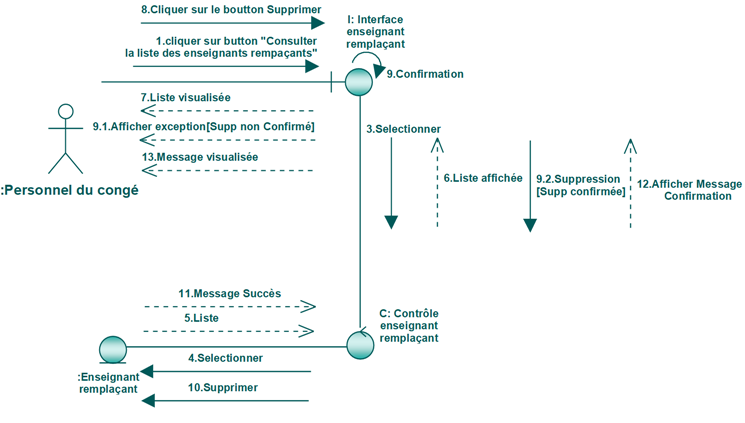 8.Cliquer sur le boutton Supprimer
I: Interface
enseignant
remplaçant
1.cliquer sur button "Consulter
la liste des enseignants rempaçants"
9.Confirmation
7.Liste visualisée
9.1.Afficher exception[Supp non Confirmé]
13.Message visualisée
:Personnel du congé
3.Selectionner
6.Liste affichée
9.2.Suppression
[Supp confirmée]
12.Afficher Message
Confirmation
11.Message Succès
5.Liste
C: Contrôle
enseignant
remplaçant
4.Selectionner
:Enseignant
remplaçant
10.Supprimer